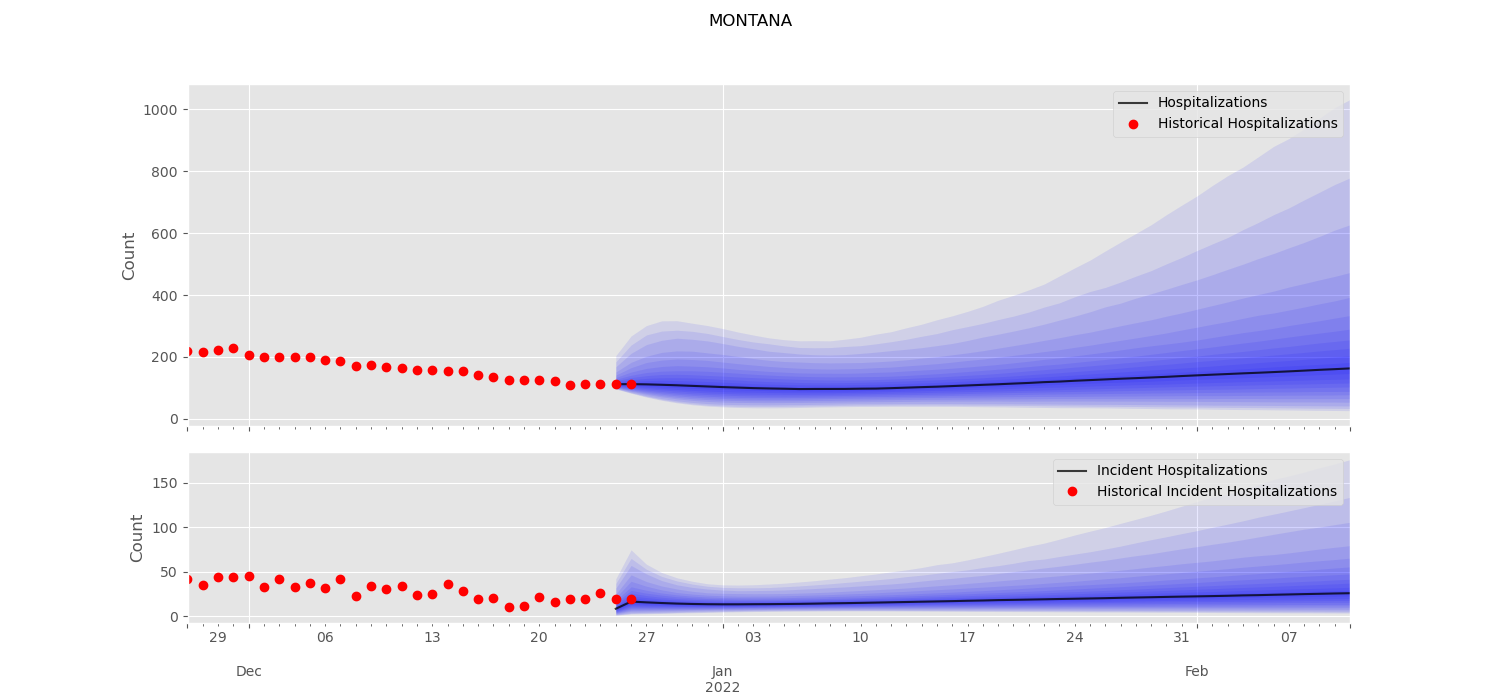 MONTANA
1000
800
600
400
200
0
Count
Hospitalizations
Historical Hospitalizations
150
100
50
0
Count
Incident Hospitalizations
Historical Incident Hospitalizations
29 06 13 20 27 03 10 17 24 31 07
Dec Jan Feb
2022